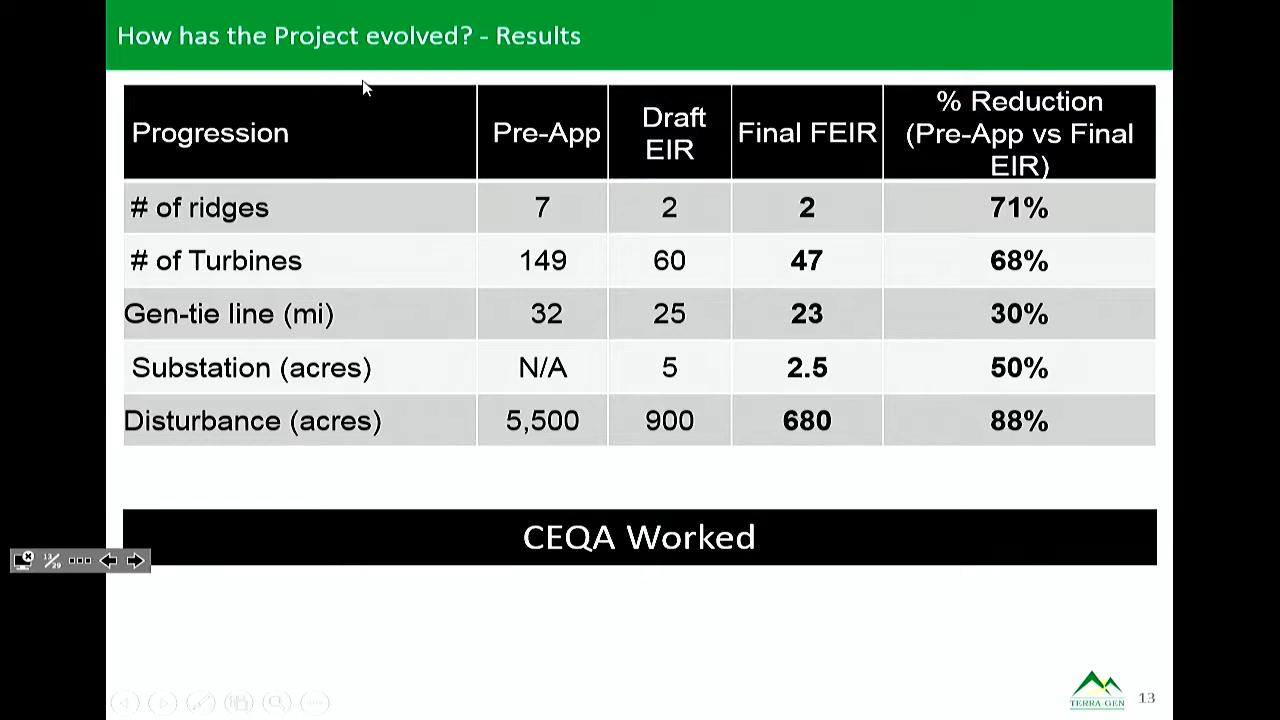 How has the Project evolved? - Results
Progression Pre-App Draft EIR Final FEIR % Reduction (Pre-App vs Final EIR)
# of ridges 7 2 2 71%
# of Turbines 149 60 47 68%
Gen-tie line (mi) 32 25 23 30%
Substation (acres) N/A 5 2.5 50%
Disturbance (acres) 5,500 900 680 88%
CEQA Worked
13/29
TERRA-GEN 13